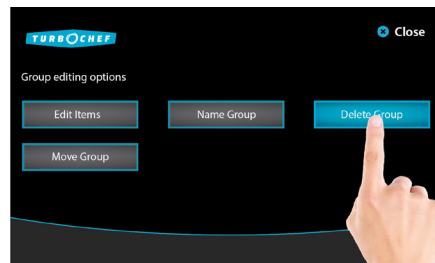 TURBOCHEF
Close
Group editing options
Edit Items
Name Group
Delete Group
Move Group